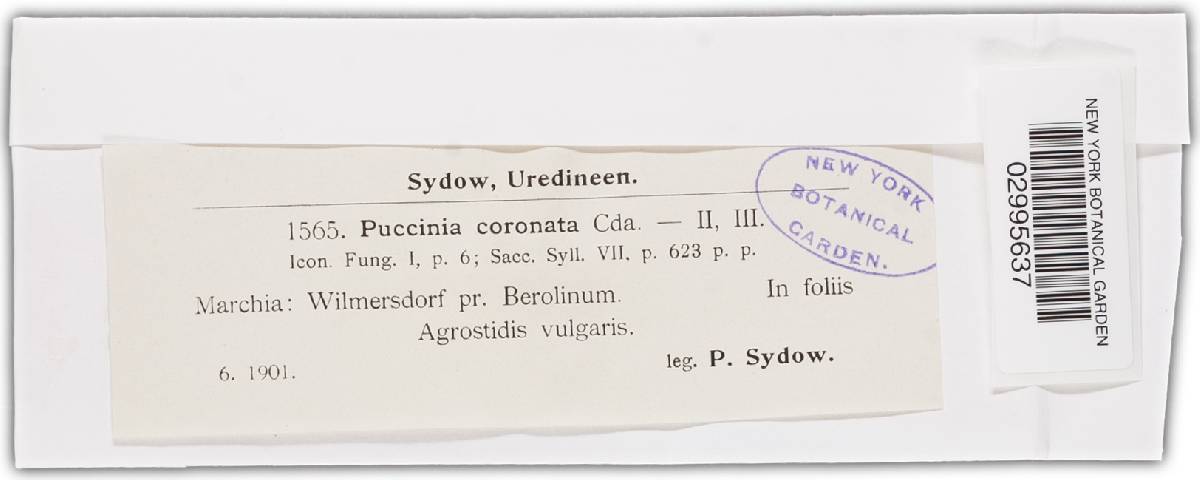 Sydow, Uredineen.
1565. Puccinia coronata Cda. — II, III.
Icon. Fung. I, p. 6; Sacc. Syll. VII, p. 623 p. p.
Marchia: Wilmersdorf pr. Berolinum. In foliis
Agrostidis vulgaris.
6. 1901. leg. P. Sydow.
NEW YORK
BOTANICAL
GARDEN.
NEW YORK BOTANICAL GARDEN
02995637